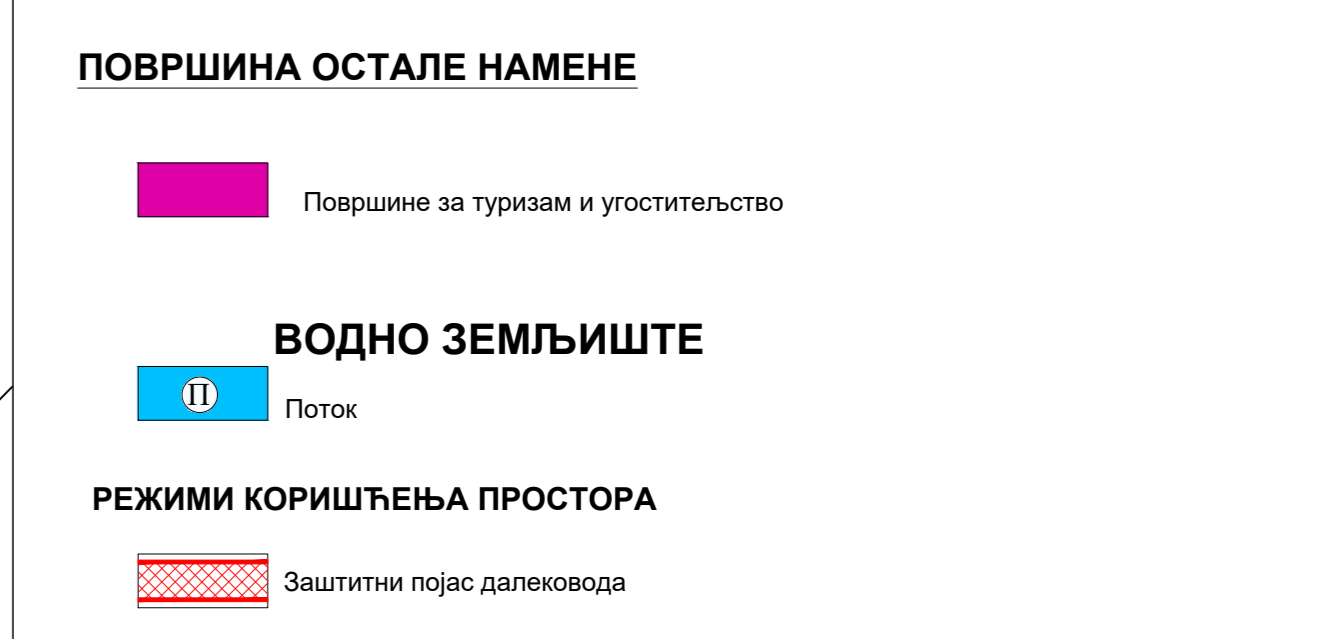 ПОВРШИНА ОСТАЛЕ НАМЕНЕ
Површине за туризам и угоститељство
ВОДНО ЗЕМЉИШТЕ
П
Поток
РЕЖИМИ КОРИШЋЕЊА ПРОСТОРА
Заштитни појас далековода